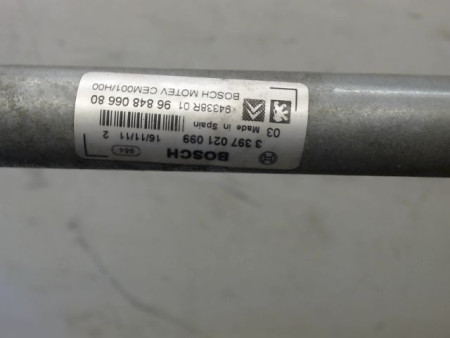 BOSCH 984
3 397 021 099 16/11/11 2
03 Made in Spain
94338R 01 96 848 066 80
BOSCH MOTEV CEM001/H00